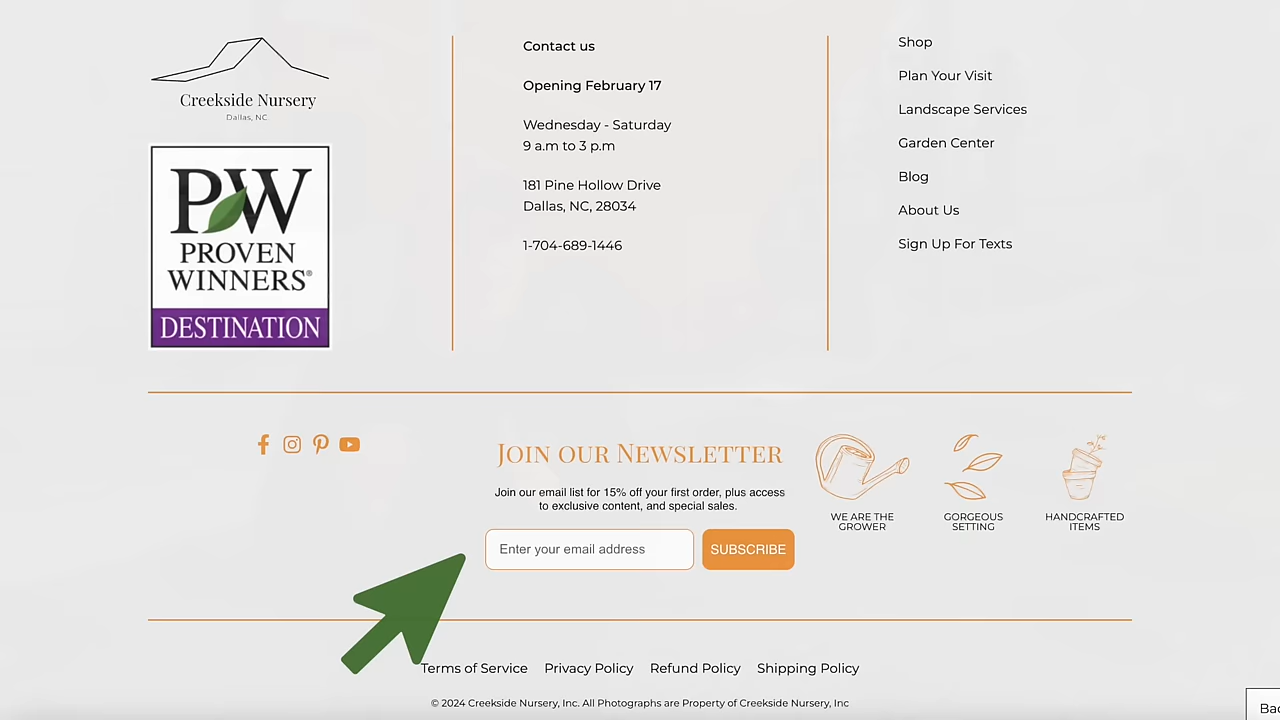 Creekside Nursery
Dallas, NC
PW
PROVEN
WINNERS®
DESTINATION
Contact us
Opening February 17
Wednesday - Saturday
9 a.m to 3 p.m
181 Pine Hollow Drive
Dallas, NC, 28034
1-704-689-1446
Shop
Plan Your Visit
Landscape Services
Garden Center
Blog
About Us
Sign Up For Texts
JOIN OUR NEWSLETTER
Join our email list for 15% off your first order, plus access
to exclusive content, and special sales.
Enter your email address
SUBSCRIBE
WE ARE THE
GROWER
GORGEOUS
SETTING
HANDCRAFTED
ITEMS
Terms of Service Privacy Policy Refund Policy Shipping Policy
© 2024 Creekside Nursery, Inc. All Photographs are Property of Creekside Nursery, Inc